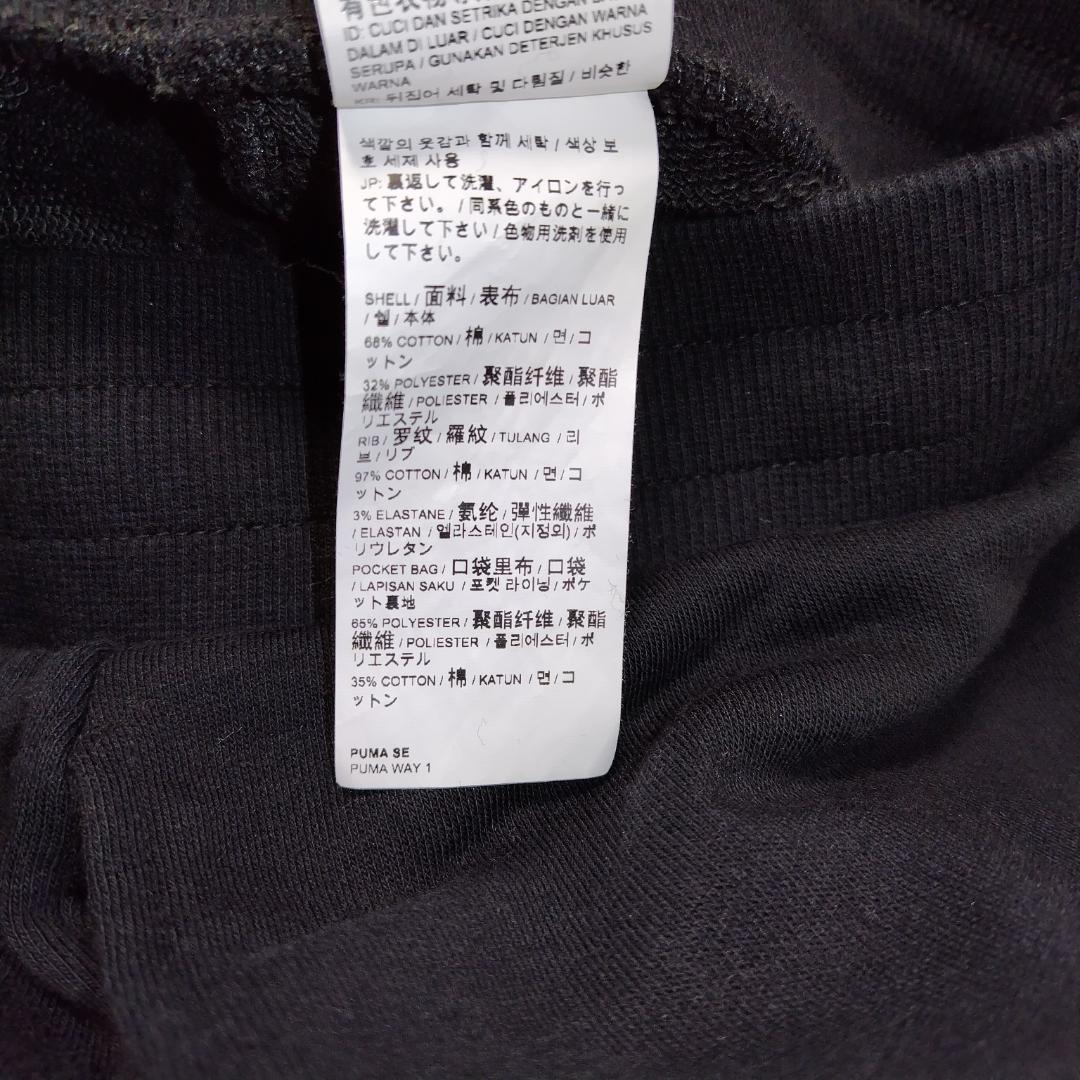 有色衣物
ID: CUCI DAN SETRIKA DENGAN
DALAM DI LUAR / CUCI DENGAN WARNA
SERUPA / GUNAKAN DETERJEN KHUSUS
WARNA
KR: 뒤집어 세탁 및 다림질 / 비슷한
색깔의 옷감과 함께 세탁 / 색상 보
호 세제 사용
JP: 裏返して洗濯、アイロンを行っ
て下さい。 / 同系色のものと一緒に
洗濯して下さい / 色物用洗剤を使用
して下さい。
SHELL / 面料 / 表布 / BAGIAN LUAR
/ 쉘 / 本体
68% COTTON / 棉 / KATUN / 면 / コ
ットン
32% POLYESTER / 聚酯纤维 / 聚酯
纖維 / POLIESTER / 폴리에스터 / ポ
リエステル
RIB / 罗纹 / 羅紋 / TULANG / 리
브 / リブ
97% COTTON / 棉 / KATUN / 면 / コ
ットン
3% ELASTANE / 氨纶 / 彈性纖維
/ ELASTAN / 엘라스테인(지정외) / ポ
リウレタン
POCKET BAG / 口袋里布 / 口袋
/ LAPISAN SAKU / 포켓 라이닝 / ポケ
ット裏地
65% POLYESTER / 聚酯纤维 / 聚酯
纖維 / POLIESTER / 폴리에스터 / ポ
リエステル
35% COTTON / 棉 / KATUN / 면 / コ
ットン
PUMA SE
PUMA WAY 1